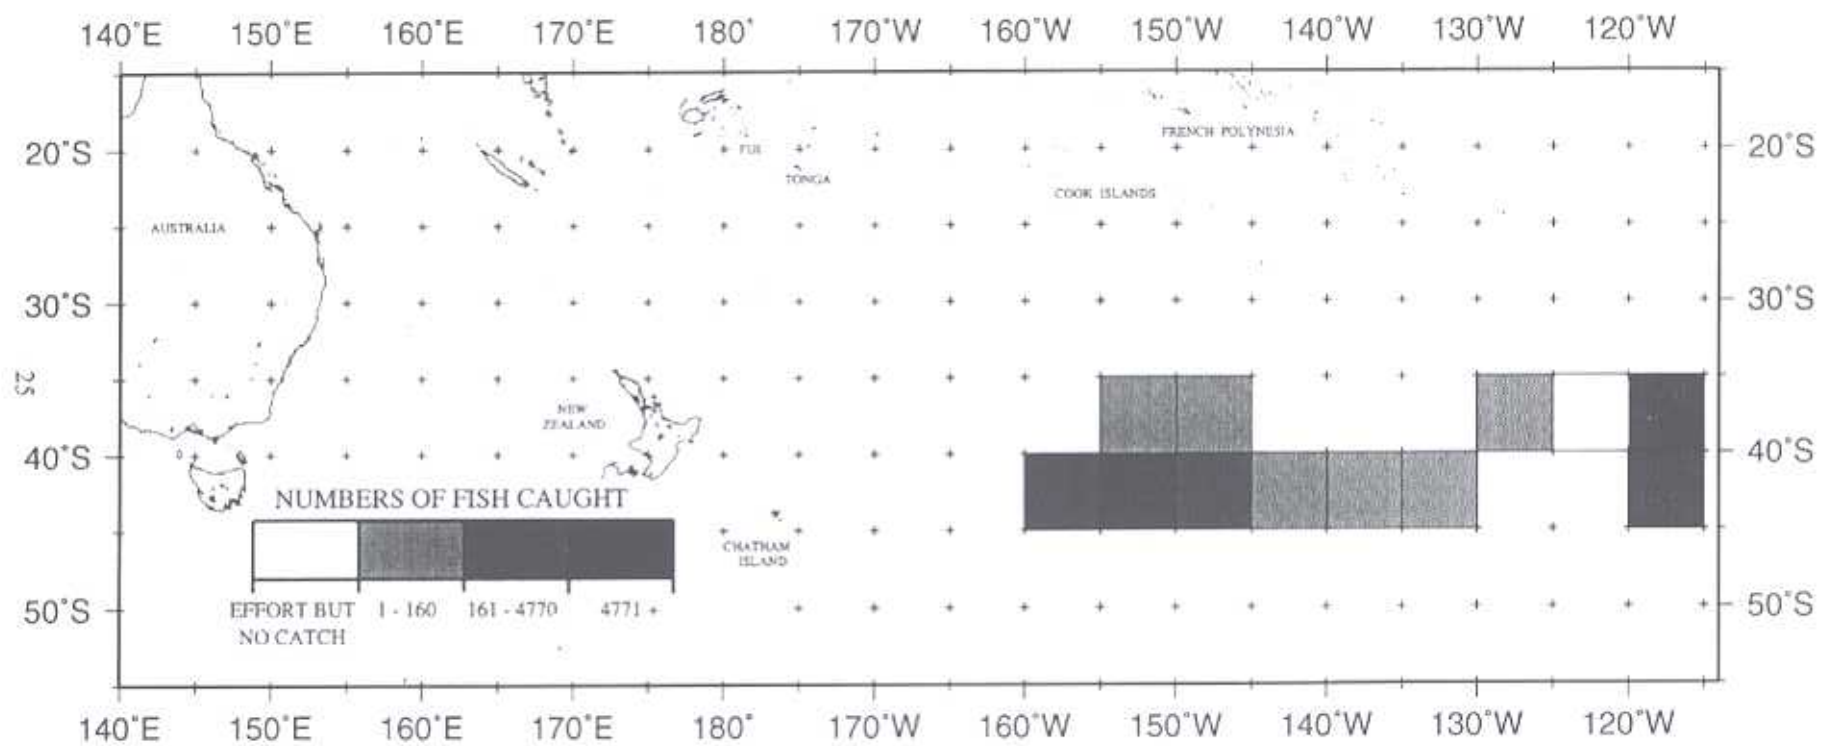 140°E 150°E 160°E 170°E 180° 170°W 160°W 150°W 140°W 130°W 120°W
FRENCH POLYNESIA
20°S 20°S
FIJI
TONGA
COOK ISLANDS
AUSTRALIA
30°S 30°S
25
NEW
ZEALAND
40°S 40°S
NUMBERS OF FISH CAUGHT
CHATHAM
ISLAND
EFFORT BUT 1 - 160 161 - 4770 4771 +
NO CATCH
50°S 50°S
140°E 150°E 160°E 170°E 180° 170°W 160°W 150°W 140°W 130°W 120°W